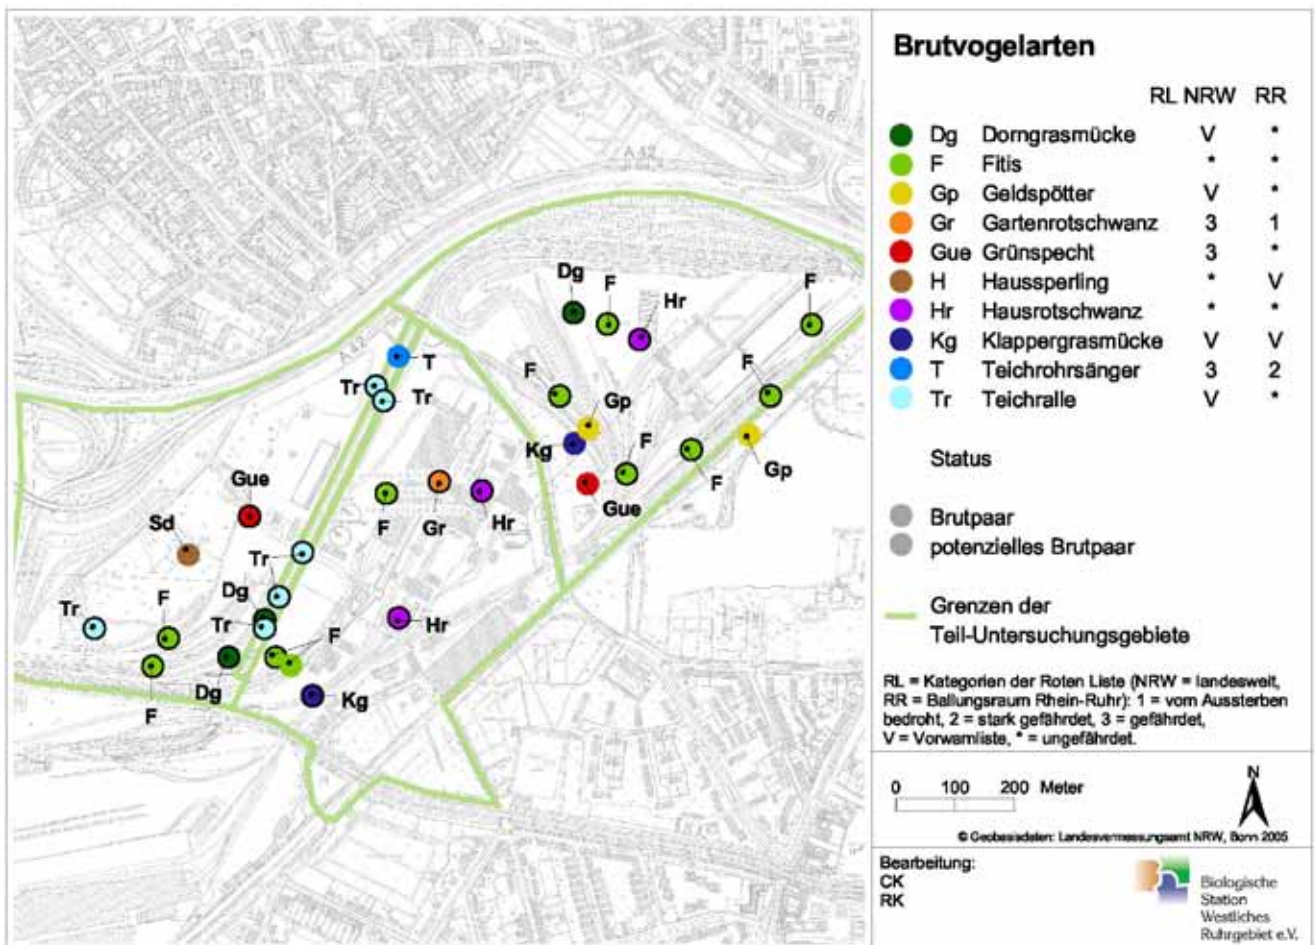 Brutvogelarten
RL NRW RR
Dg Dorngrasmücke V *
F Fitis * *
Gp Geldspötter V *
Gr Gartenrotschwanz 3 1
Gue Grünspecht 3 *
H Haussperling * V
Hr Hausrotschwanz * *
Kg Klappergrasmücke V V
T Teichrohrsänger 3 2
Tr Teichralle V *
Status
Brutpaar
potenzielles Brutpaar
Grenzen der
Teil-Untersuchungsgebiete
RL = Kategorien der Roten Liste (NRW = landesweit,
RR = Ballungsraum Rhein-Ruhr): 1 = vom Aussterben
bedroht, 2 = stark gefährdet, 3 = gefährdet,
V = Vorwarnliste, * = ungefährdet.
0 100 200 Meter
N
© Geobasisdaten: Landesvermessungsamt NRW, Bonn 2005
Bearbeitung:
CK
RK
Biologische
Station
Westliches
Ruhrgebiet e.V.
A 42
Dg
F
Hr
F
A 42
T
Tr
Tr
F
Gp
Kg
F
F
F
Gp
Gue
Gue
Sd
F
Gr
Hr
Tr
Tr
F
Dg
Tr
F
Hr
Dg
F
Kg